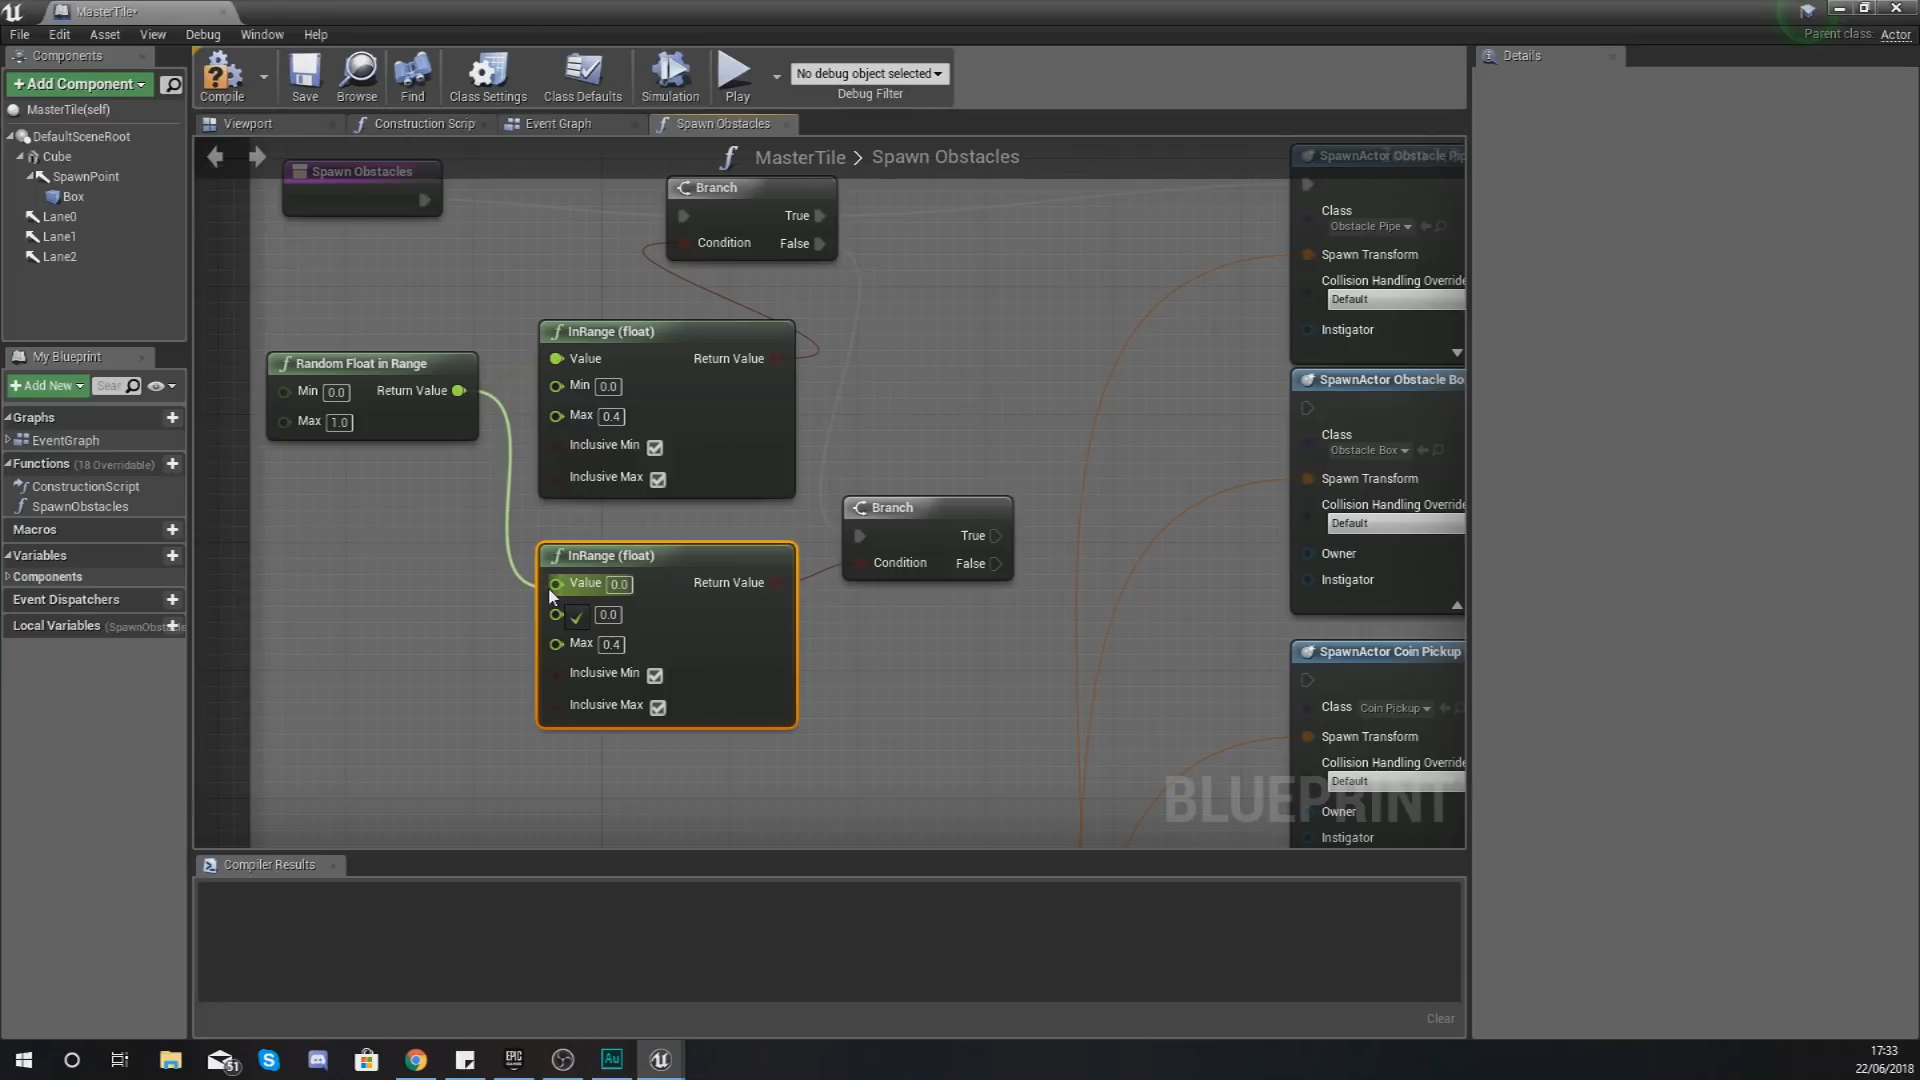 MasterTile*
File Edit Asset View Debug Window Help
Parent class: Actor
Components
Details
+Add Component
Compile Save Browse Find Class Settings Class Defaults Simulation Play
No debug object selected
Debug Filter
MasterTile(self)
DefaultSceneRoot
Cube
SpawnPoint
Box
Lane0
Lane1
Lane2
Viewport Construction Scrip Event Graph Spawn Obstacles
MasterTile > Spawn Obstacles
Spawn Obstacles
Branch
True
Condition False
InRange (float)
Value Return Value
Min 0.0
Max 0.4
Inclusive Min
Inclusive Max
Random Float in Range
Min 0.0 Return Value
Max 1.0
InRange (float)
Value 0.0 Return Value
0.0
Max 0.4
Inclusive Min
Inclusive Max
Branch
True
Condition False
SpawnActor Obstacle Pip
Class
Obstacle Pipe
Spawn Transform
Collision Handling Override
Default
Instigator
SpawnActor Obstacle Bo
Class
Obstacle Box
Spawn Transform
Collision Handling Override
Default
Owner
Instigator
SpawnActor Coin Pickup
Class Coin Pickup
Spawn Transform
Collision Handling Override
Default
Owner
Instigator
BLUEPRINT
My Blueprint
+Add New Sear
Graphs
EventGraph
Functions (18 Overridable)
ConstructionScript
SpawnObstacles
Macros
Variables
Components
Event Dispatchers
Local Variables
Compiler Results
Clear
51
EPIC
GAMES
Au
17:33
22/06/2018